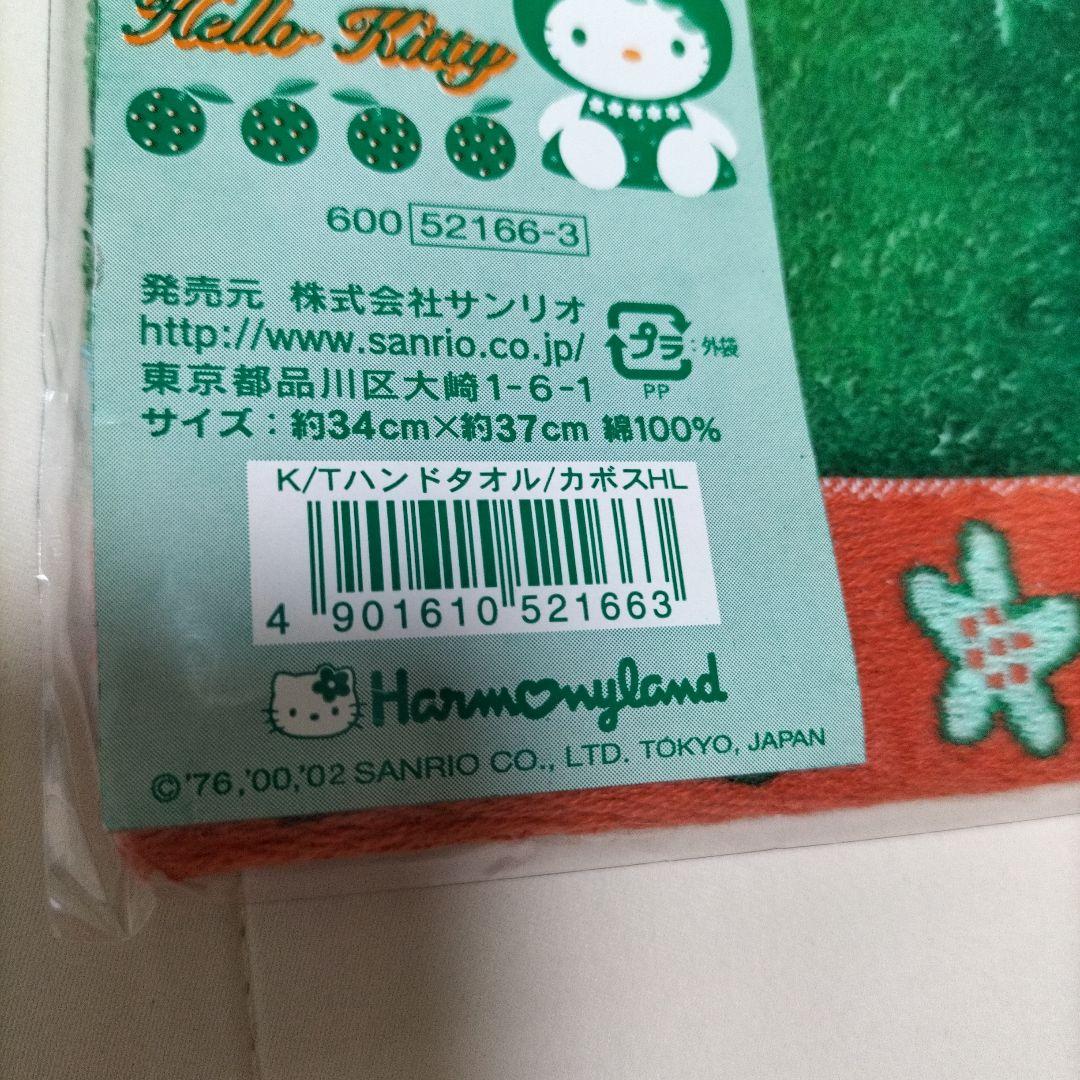 Hello Kitty
600 52166-3
発売元 株式会社サンリオ
http://www.sanrio.co.jp/
東京都品川区大崎1-6-1
プラ:外袋
PP
サイズ:約34cm×約37cm 綿100%
K/Tハンドタオル/カボスHL
4 901610 521663
Harmonyland
©'76,'00,'02 SANRIO CO., LTD. TOKYO, JAPAN